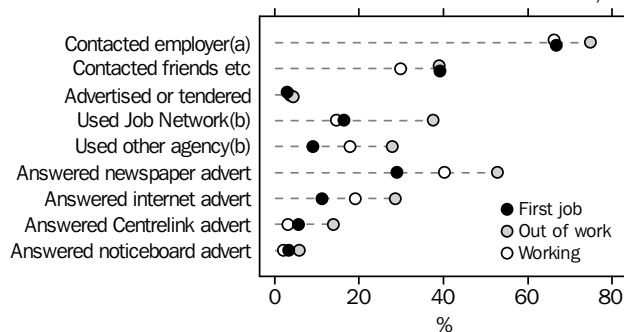 Contacted employer(a)
Contacted friends etc
Advertised or tendered
Used Job Network(b)
Used other agency(b)
Answered newspaper advert
Answered internet advert
Answered Centrelink advert
Answered noticeboard advert
First job
Out of work
Working
0 20 40 60 80
%